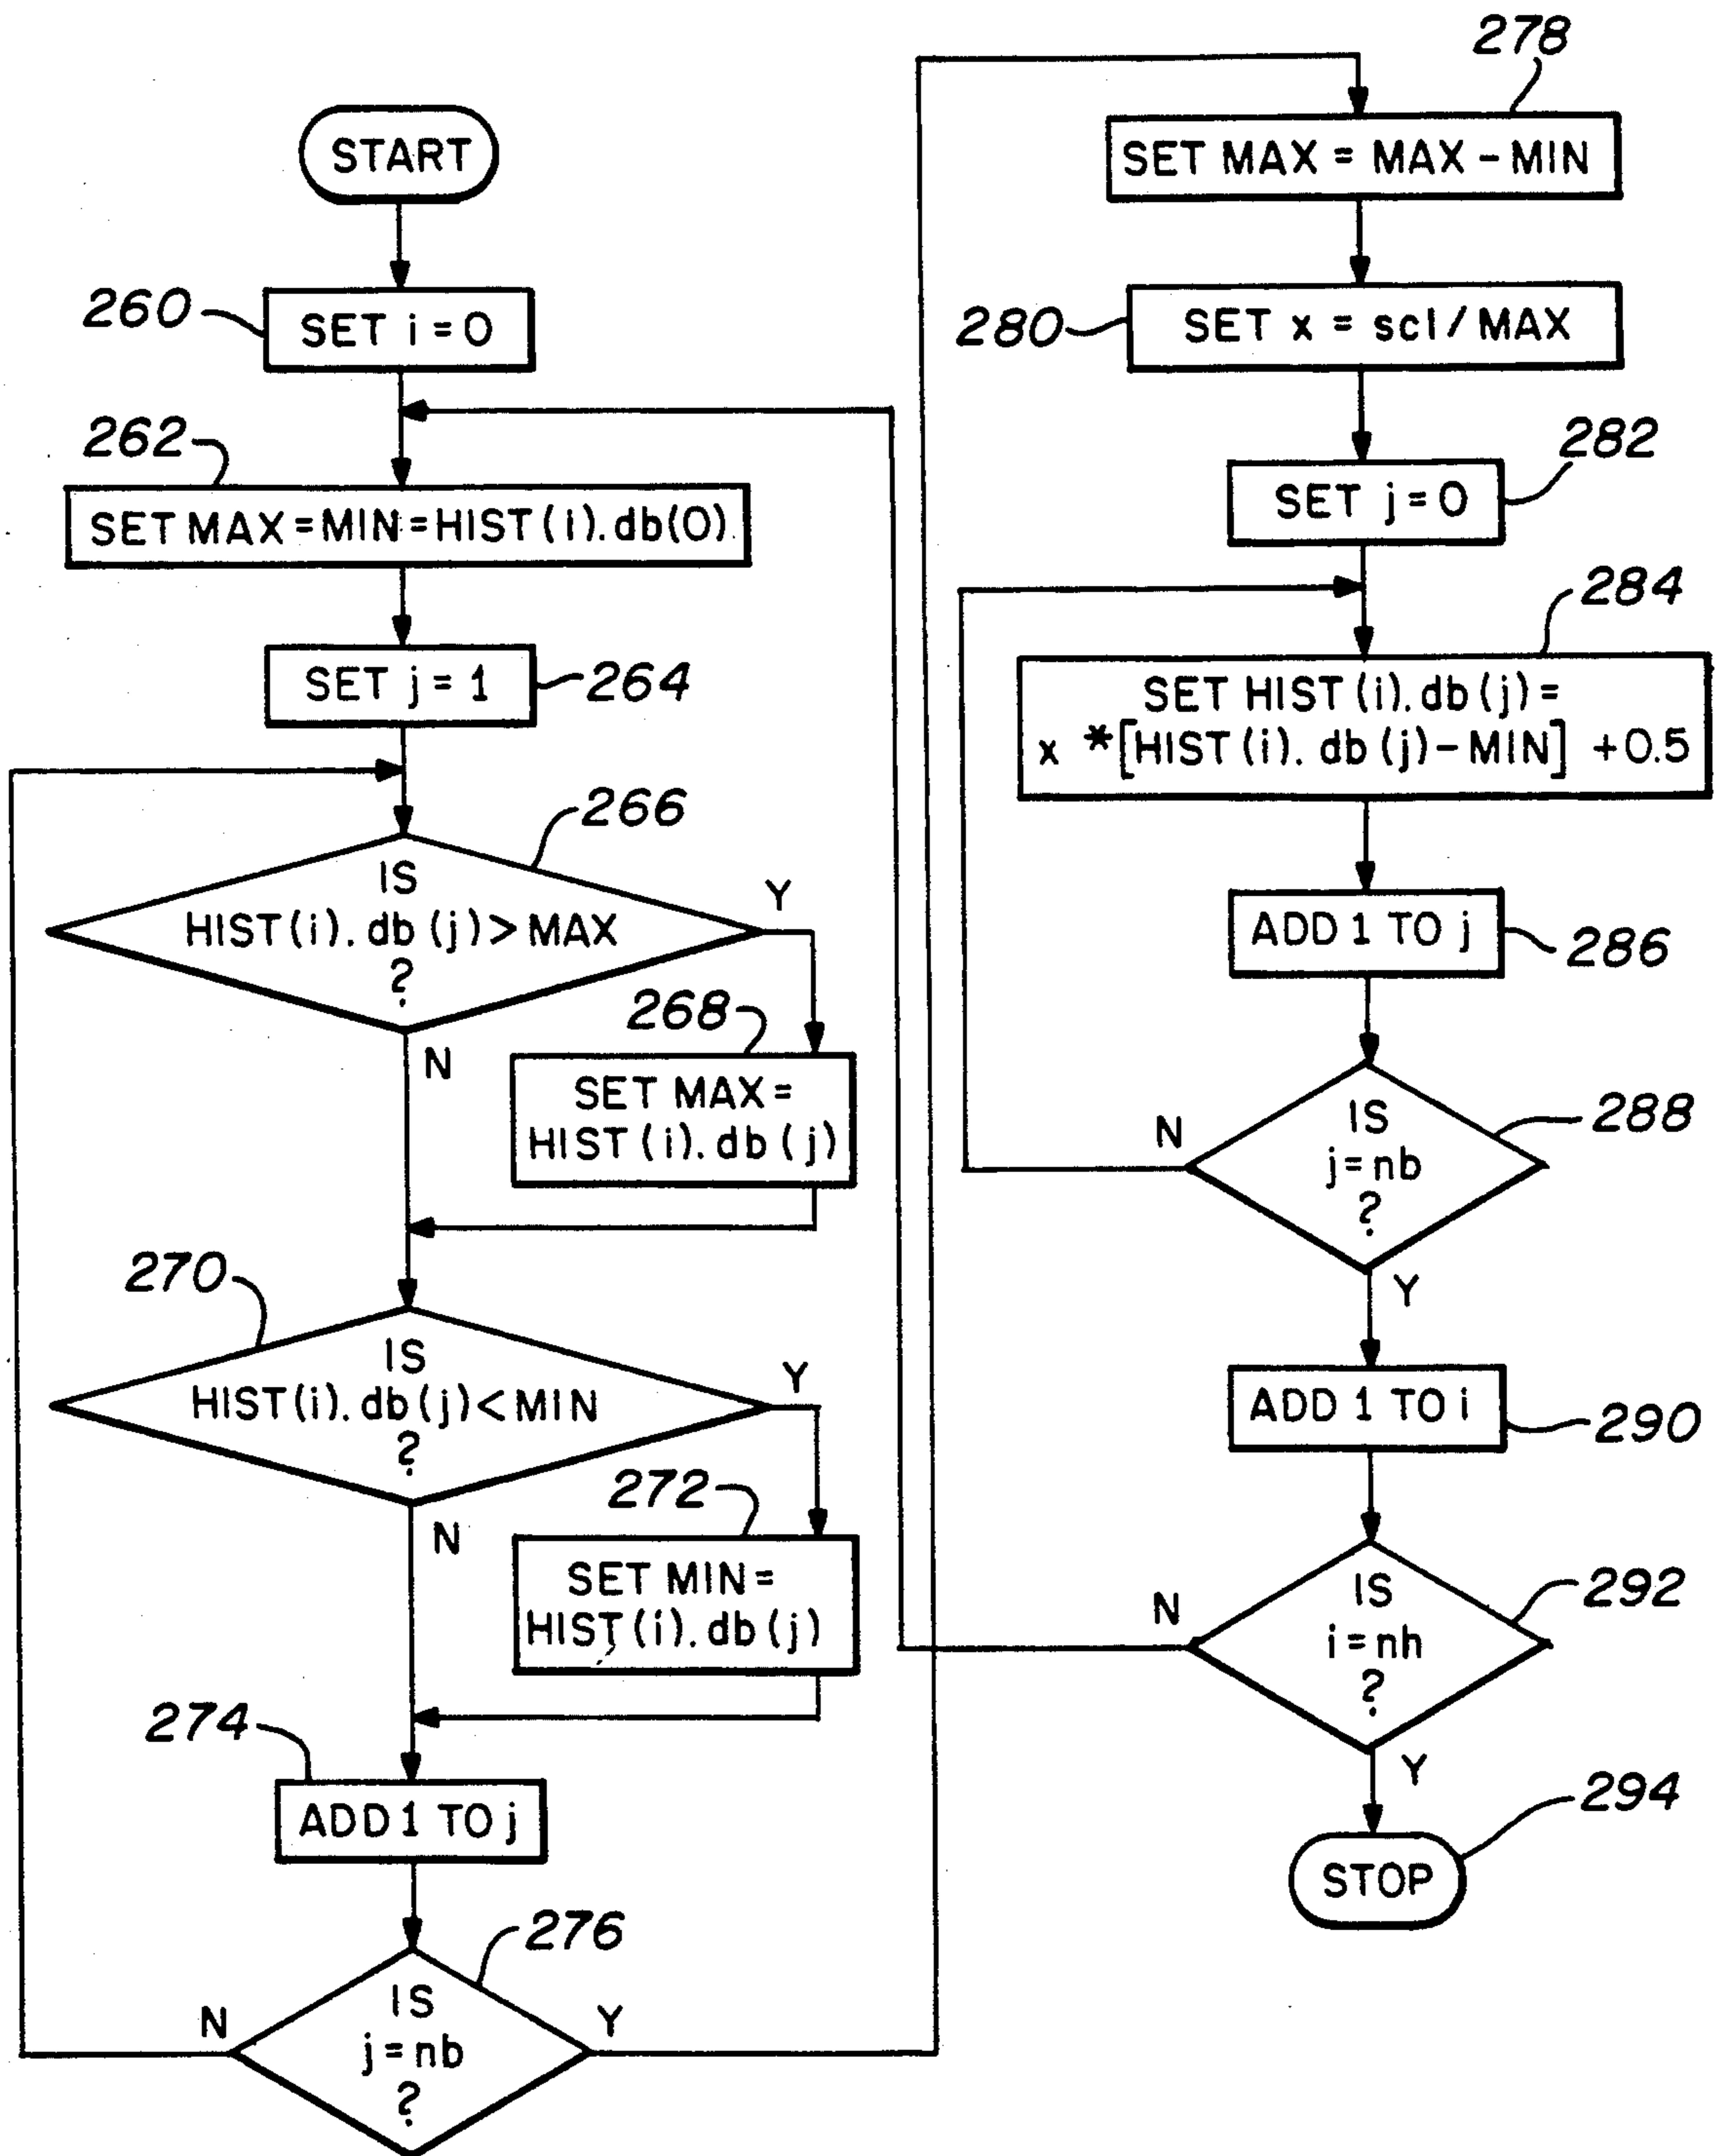 START
260
SET i = 0
262
SET MAX = MIN = HIST (i). db(0)
SET j = 1
264
266
IS
HIST (i). db (j) > MAX
?
Y
N
268
SET MAX =
HIST (i). db (j)
270
IS
HIST (i). db (j) < MIN
?
Y
N
272
SET MIN =
HIST (i). db (j)
274
ADD 1 TO j
276
IS
j = nb
?
N
Y
278
SET MAX = MAX - MIN
280
SET x = scl / MAX
282
SET j = 0
284
SET HIST (i). db (j) =
x * [HIST (i). db (j) - MIN] + 0.5
ADD 1 TO j
286
288
IS
j = nb
?
N
Y
ADD 1 TO i
290
292
IS
i = nh
?
N
Y
294
STOP